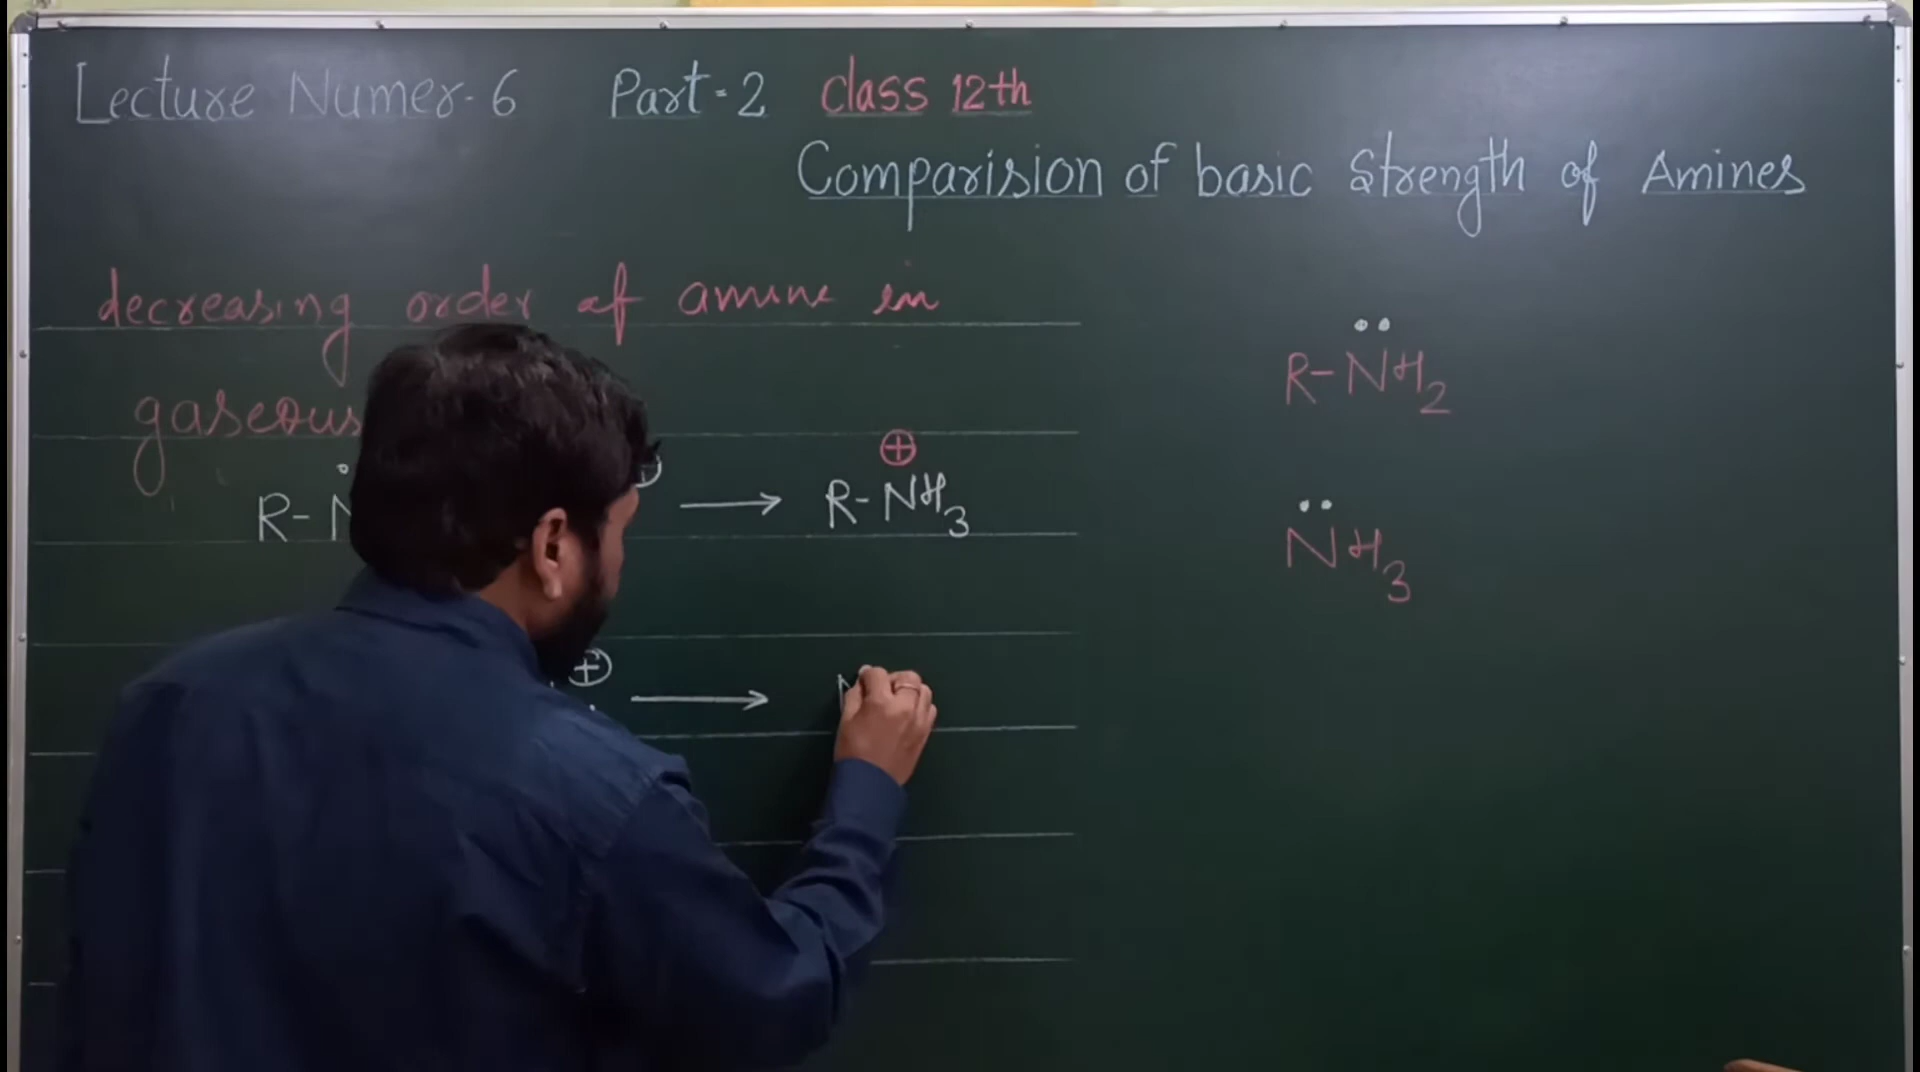 Lecture Numer-6 Part-2 class 12th
Comparision of basic Strength of Amines
decreasing order of amine in
gaseous
R-N ⟶ R-NH3 ⊕
⊕ ⟶ N
R-NH2
NH3